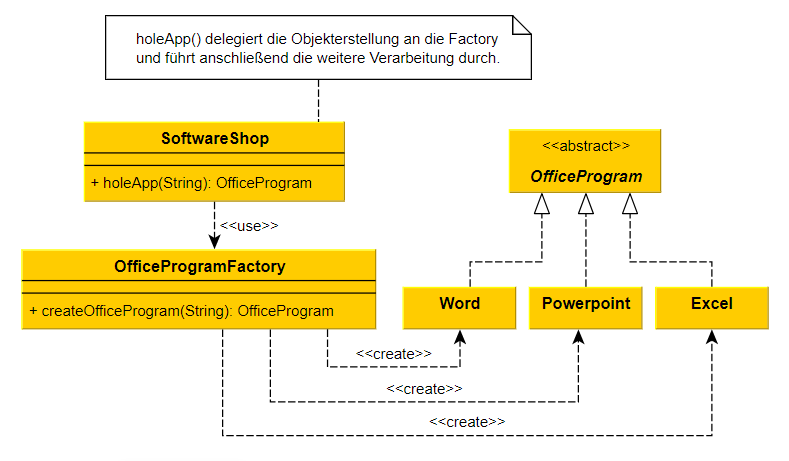 holeApp() delegiert die Objekterstellung an die Factory
und führt anschließend die weitere Verarbeitung durch.
SoftwareShop
+ holeApp(String): OfficeProgram
<<abstract>>
OfficeProgram
<<use>>
OfficeProgramFactory
+ createOfficeProgram(String): OfficeProgram
Word
Powerpoint
Excel
<<create>>
<<create>>
<<create>>